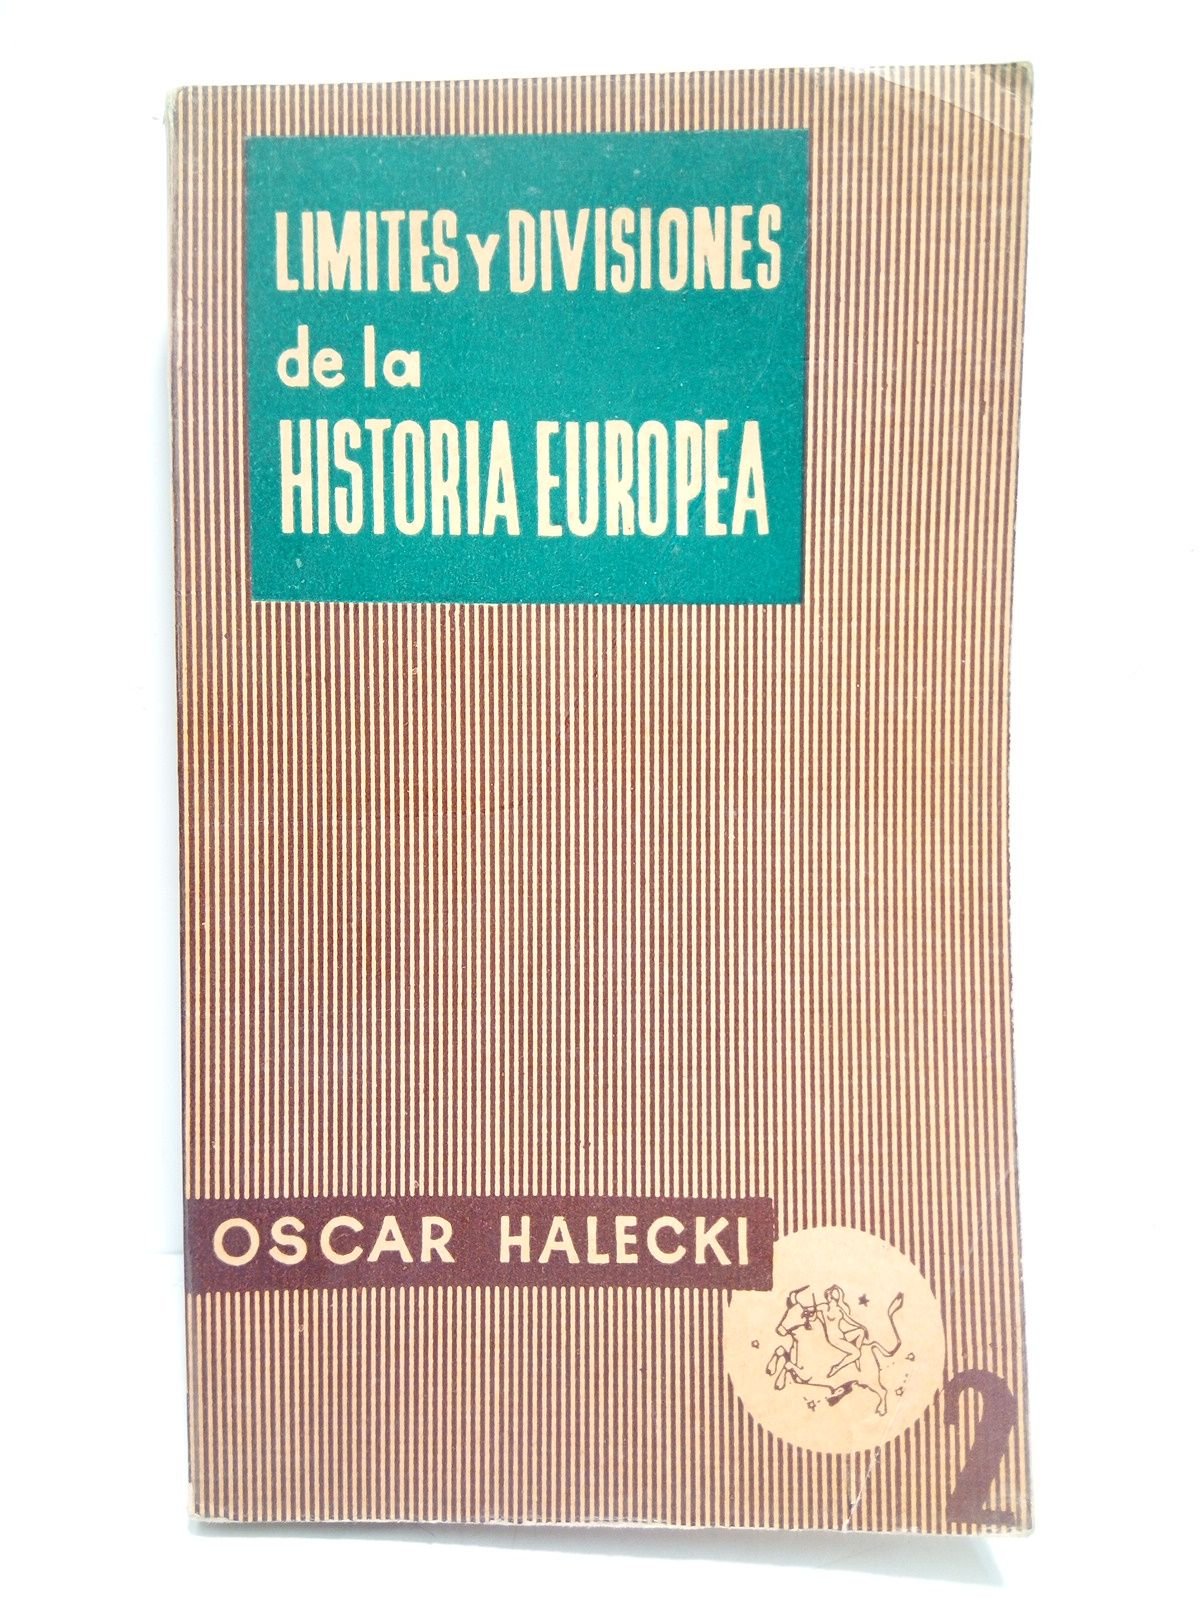 LIMITES Y DIVISIONES
de la
HISTORIA EUROPEA
OSCAR HALECKI
2